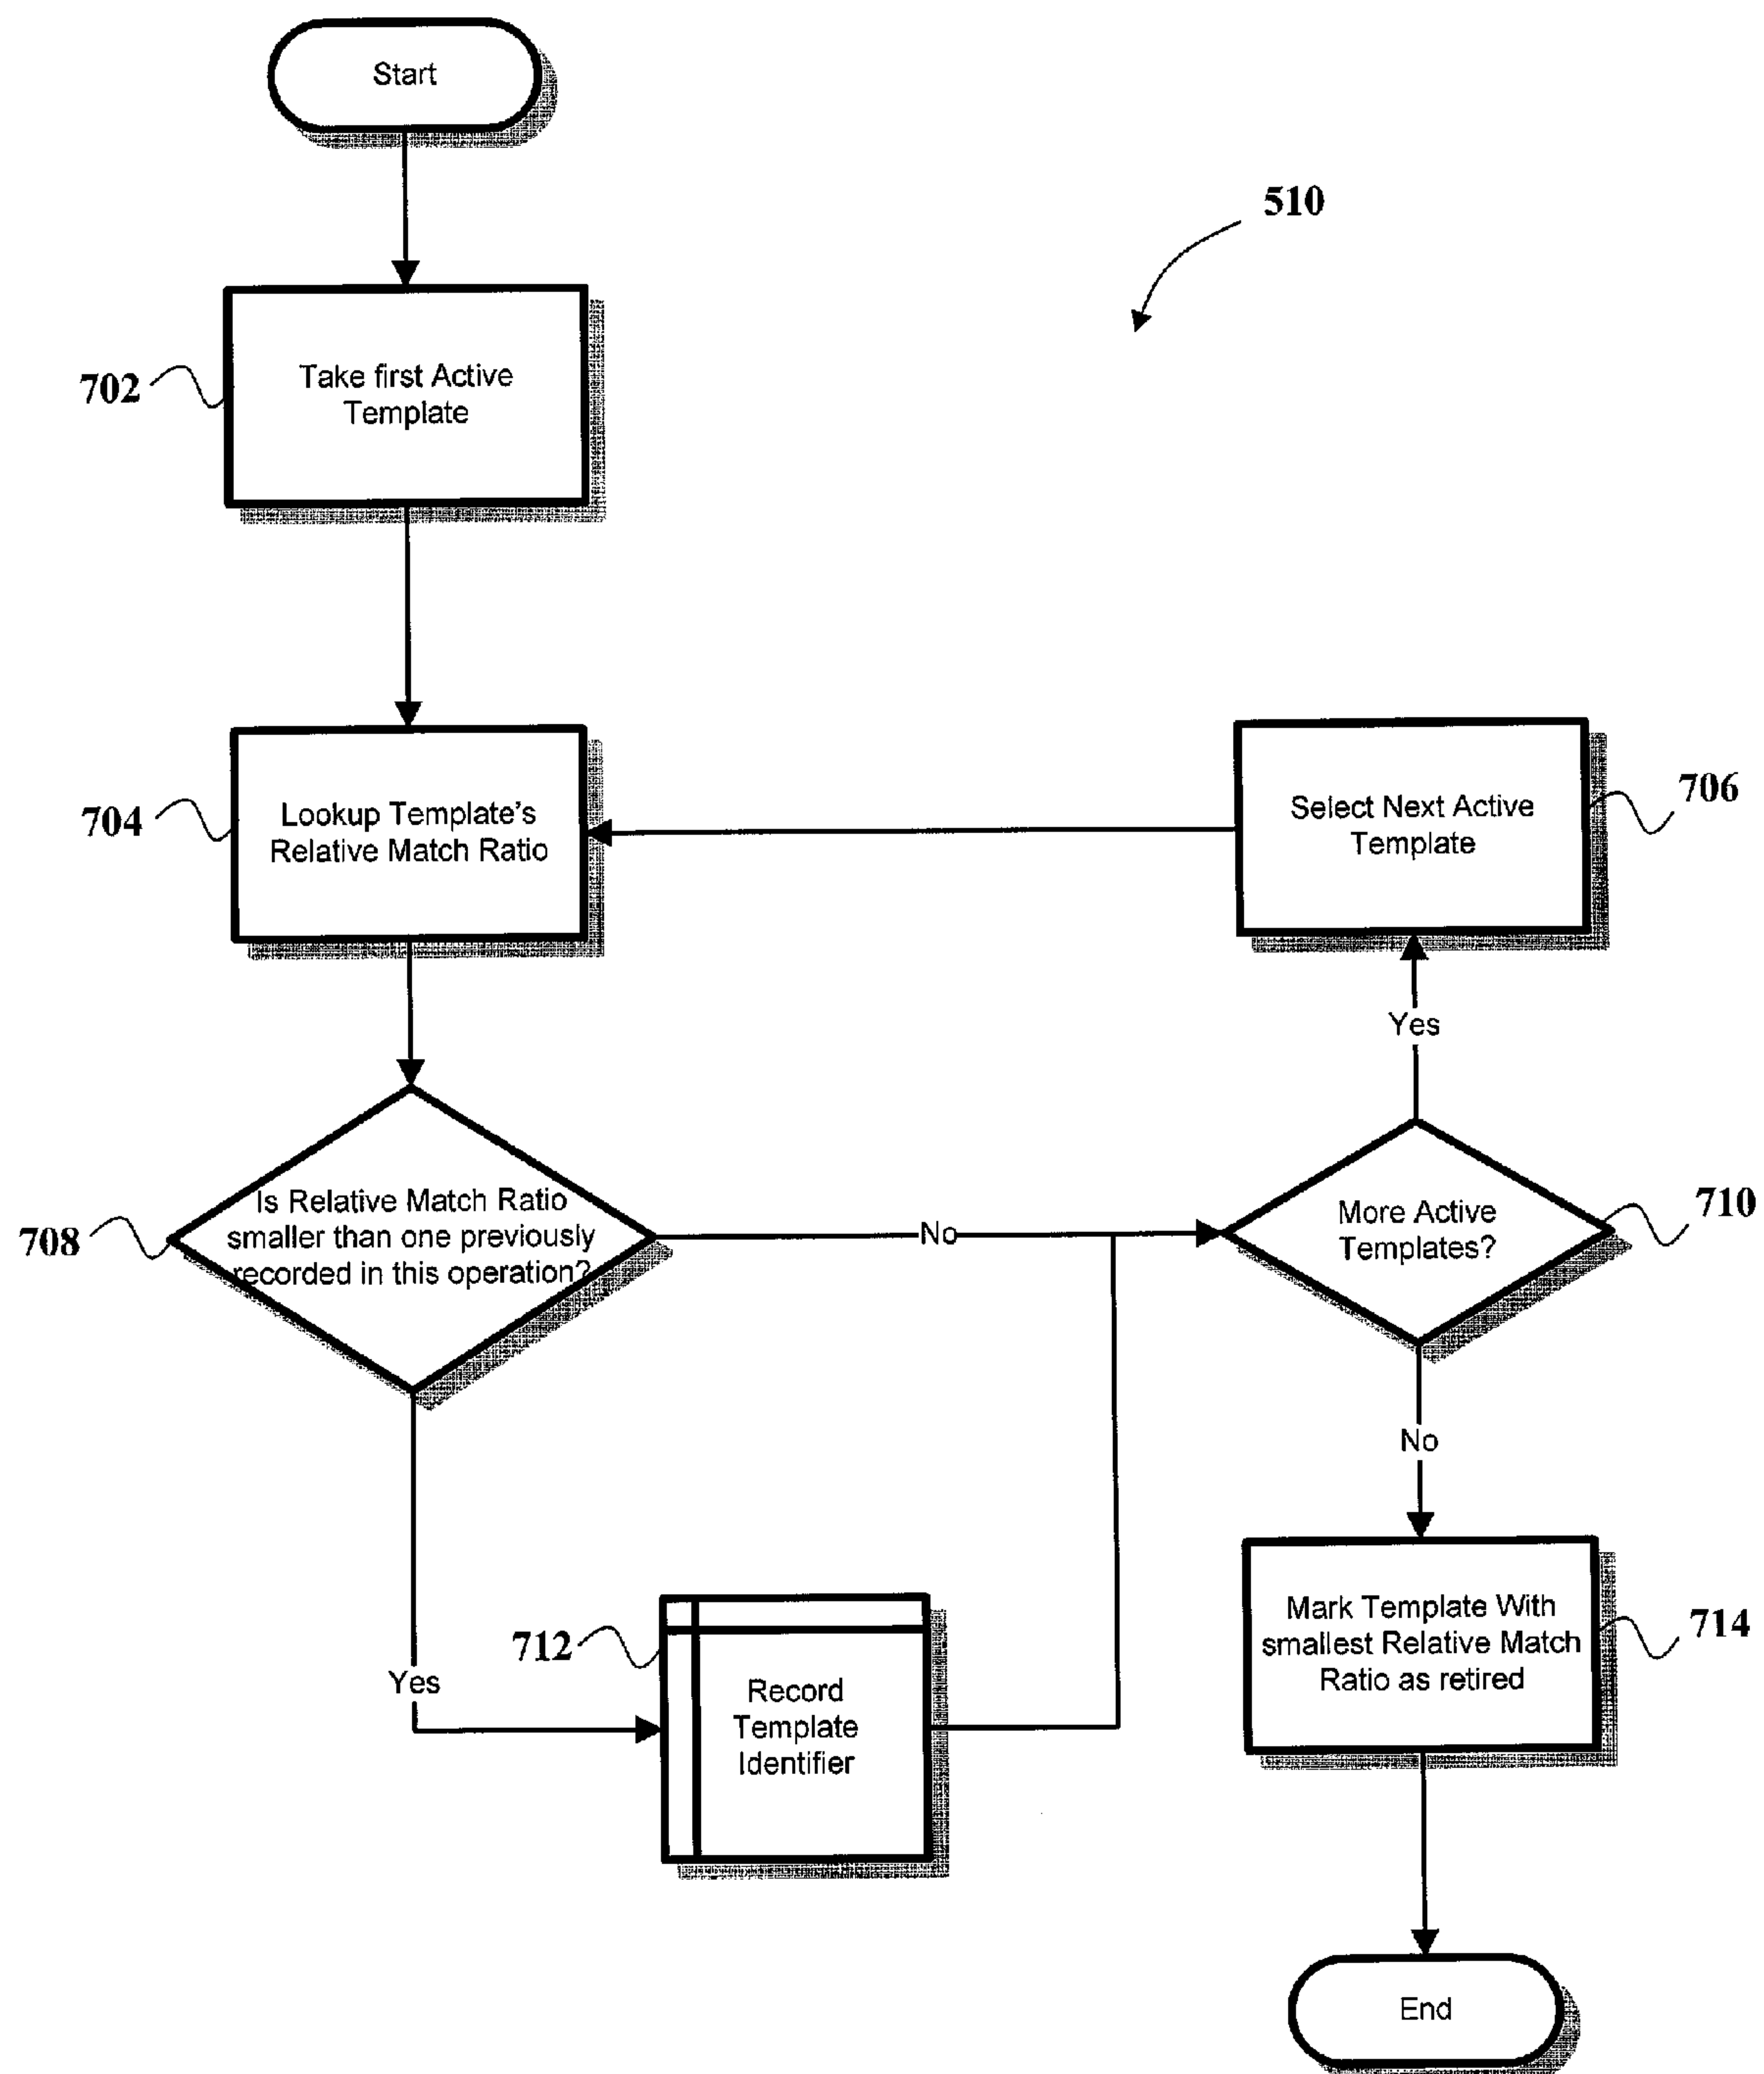 Start
510
702
Take first Active
Template
704
Lookup Template's
Relative Match Ratio
Select Next Active
Template
706
Yes
708
Is Relative Match Ratio
smaller than one previously
recorded in this operation?
No
More Active
Templates?
710
No
Yes
712
Record
Template
Identifier
Mark Template With
smallest Relative Match
Ratio as retired
714
End